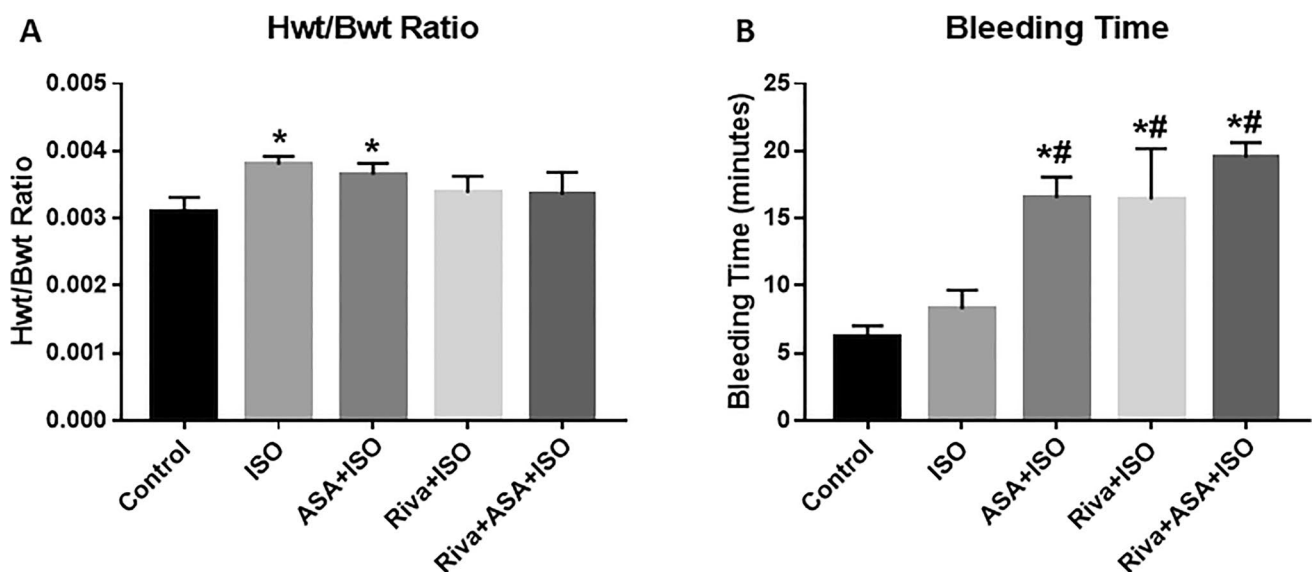 A
Hwt/Bwt Ratio
Hwt/Bwt Ratio
0.005
0.004
0.003
0.002
0.001
0.000
*
*
Control
ISO
ASA+ISO
Riva+ISO
Riva+ASA+ISO
B
Bleeding Time
Bleeding Time (minutes)
25
20
15
10
5
0
*#
*#
*#
Control
ISO
ASA+ISO
Riva+ISO
Riva+ASA+ISO